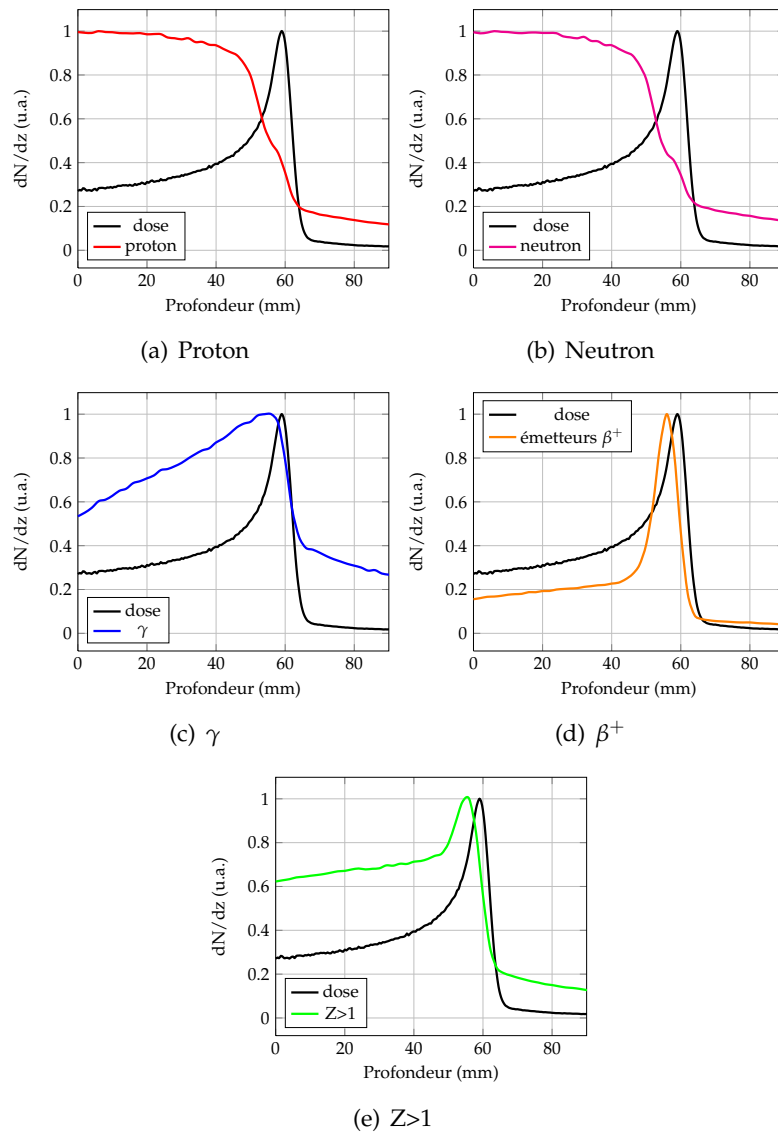 1
0.8
0.6
0.4
0.2
0
dN/dz (u.a.)
dose
proton
0 20 40 60 80
Profondeur (mm)
(a) Proton
1
0.8
0.6
0.4
0.2
0
dN/dz (u.a.)
dose
neutron
0 20 40 60 80
Profondeur (mm)
(b) Neutron
1
0.8
0.6
0.4
0.2
0
dN/dz (u.a.)
dose
γ
0 20 40 60 80
Profondeur (mm)
(c) γ
1
0.8
0.6
0.4
0.2
0
dN/dz (u.a.)
dose
émetteurs β⁺
0 20 40 60 80
Profondeur (mm)
(d) β⁺
1
0.8
0.6
0.4
0.2
0
dN/dz (u.a.)
dose
Z>1
0 20 40 60 80
Profondeur (mm)
(e) Z>1